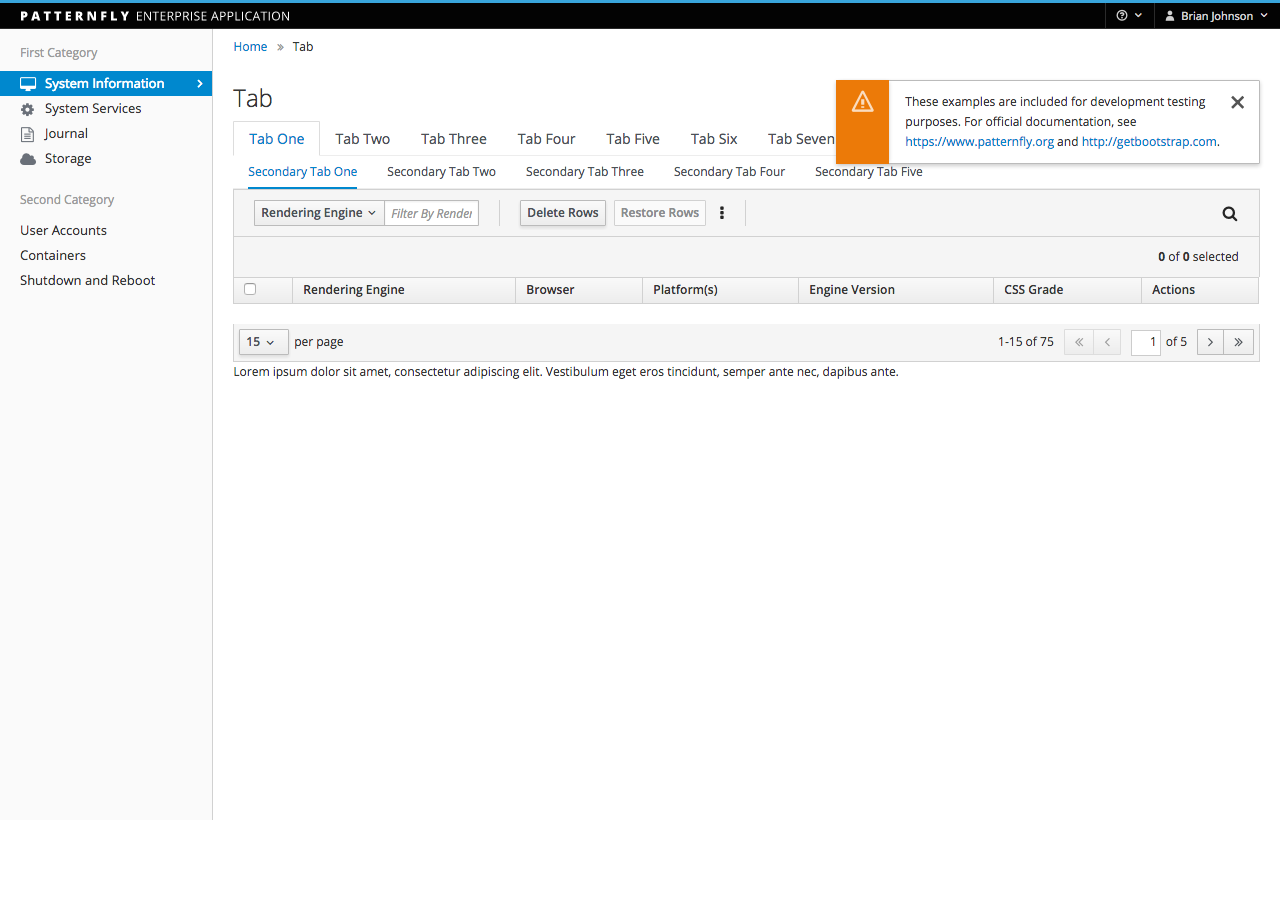 PATTERNFLY ENTERPRISE APPLICATION
Brian Johnson
First Category
System Information
System Services
Journal
Storage
Second Category
User Accounts
Containers
Shutdown and Reboot
Home » Tab
Tab
These examples are included for development testing
purposes. For official documentation, see
https://www.patternfly.org and http://getbootstrap.com.
Tab One Tab Two Tab Three Tab Four Tab Five Tab Six Tab Seven
Secondary Tab One Secondary Tab Two Secondary Tab Three Secondary Tab Four Secondary Tab Five
Rendering Engine Filter By Render Delete Rows Restore Rows
0 of 0 selected
Rendering Engine Browser Platform(s) Engine Version CSS Grade Actions
15 per page 1-15 of 75 1 of 5
Lorem ipsum dolor sit amet, consectetur adipiscing elit. Vestibulum eget eros tincidunt, semper ante nec, dapibus ante.